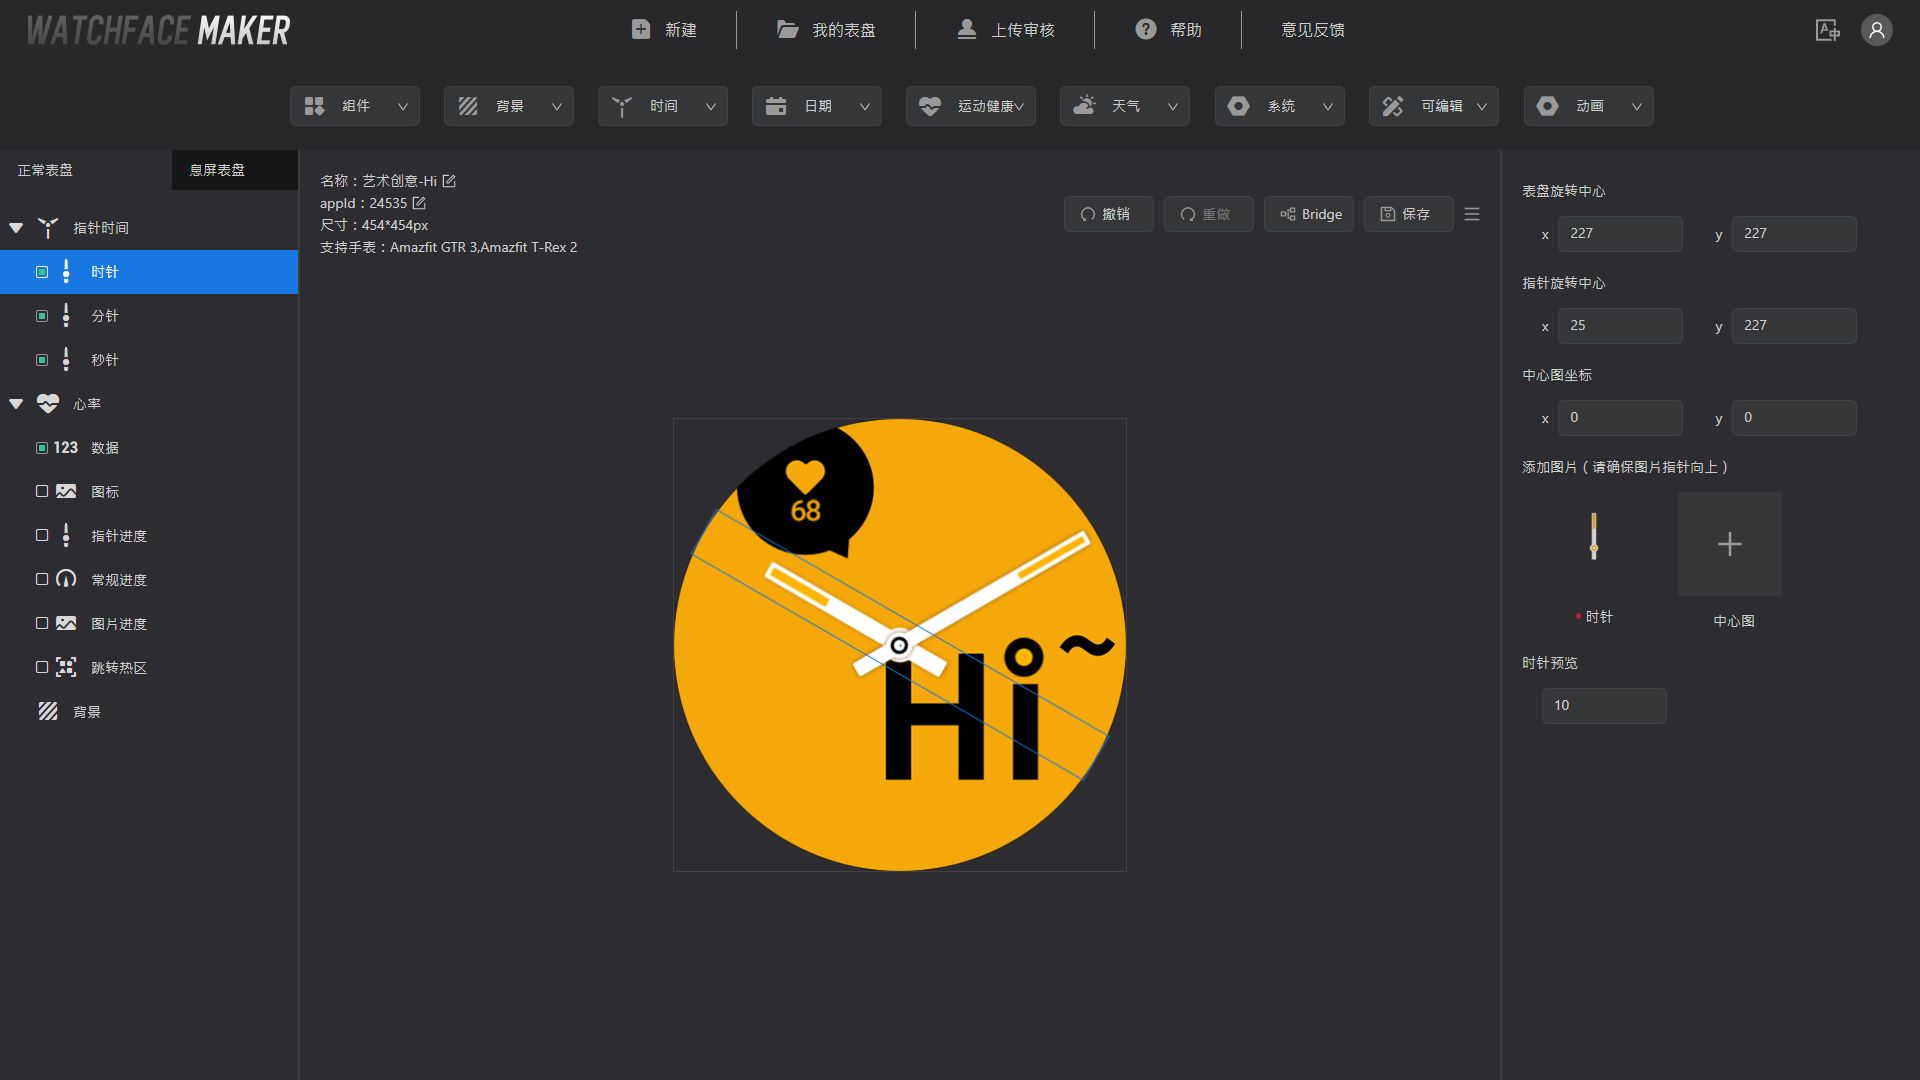 WATCHFACE MAKER
新建
我的表盘
上传审核
帮助
意见反馈
组件
背景
时间
日期
运动健康
天气
系统
可编辑
动画
正常表盘
息屏表盘
指针时间
时针
分针
秒针
心率
123 数据
图标
指针进度
常规进度
图片进度
跳转热区
背景
名称：艺术创意-Hi
appId：24535
尺寸：454*454px
支持手表：Amazfit GTR 3,Amazfit T-Rex 2
撤销
重做
Bridge
保存
68
Hi~
表盘旋转中心
x 227 y 227
指针旋转中心
x 25 y 227
中心图坐标
x 0 y 0
添加图片（请确保图片指针向上）
* 时针
中心图
时针预览
10